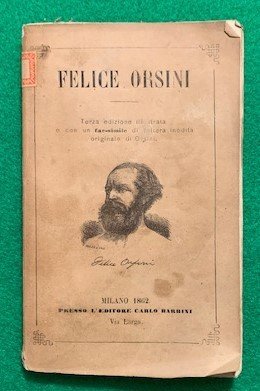 FELICE ORSINI
Terza edizione illustrata
e con un fac-simile di lettera inedita
originale di Orsini.
Felice Orsini
MILANO 1862
PRESSO L'EDITORE CARLO BARBINI
Via Larga.